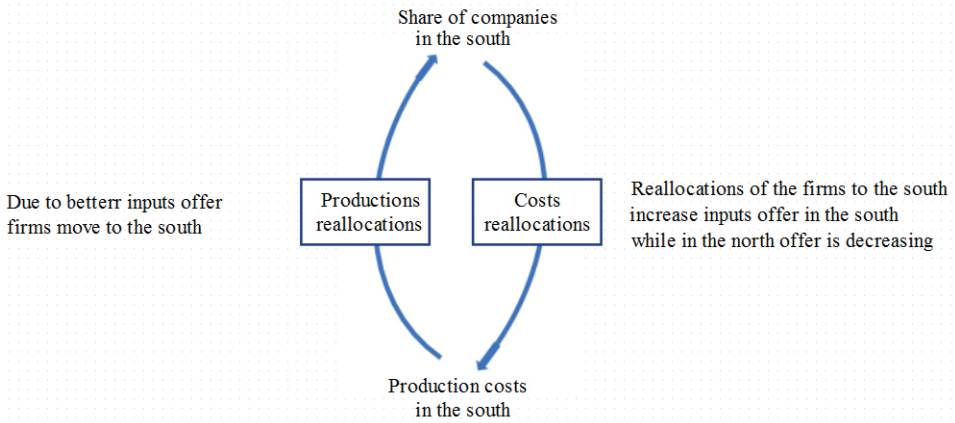 Share of companies
in the south
Due to betterr inputs offer
firms move to the south
Productions
reallocations
Costs
reallocations
Reallocations of the firms to the south
increase inputs offer in the south
while in the north offer is decreasing
Production costs
in the south